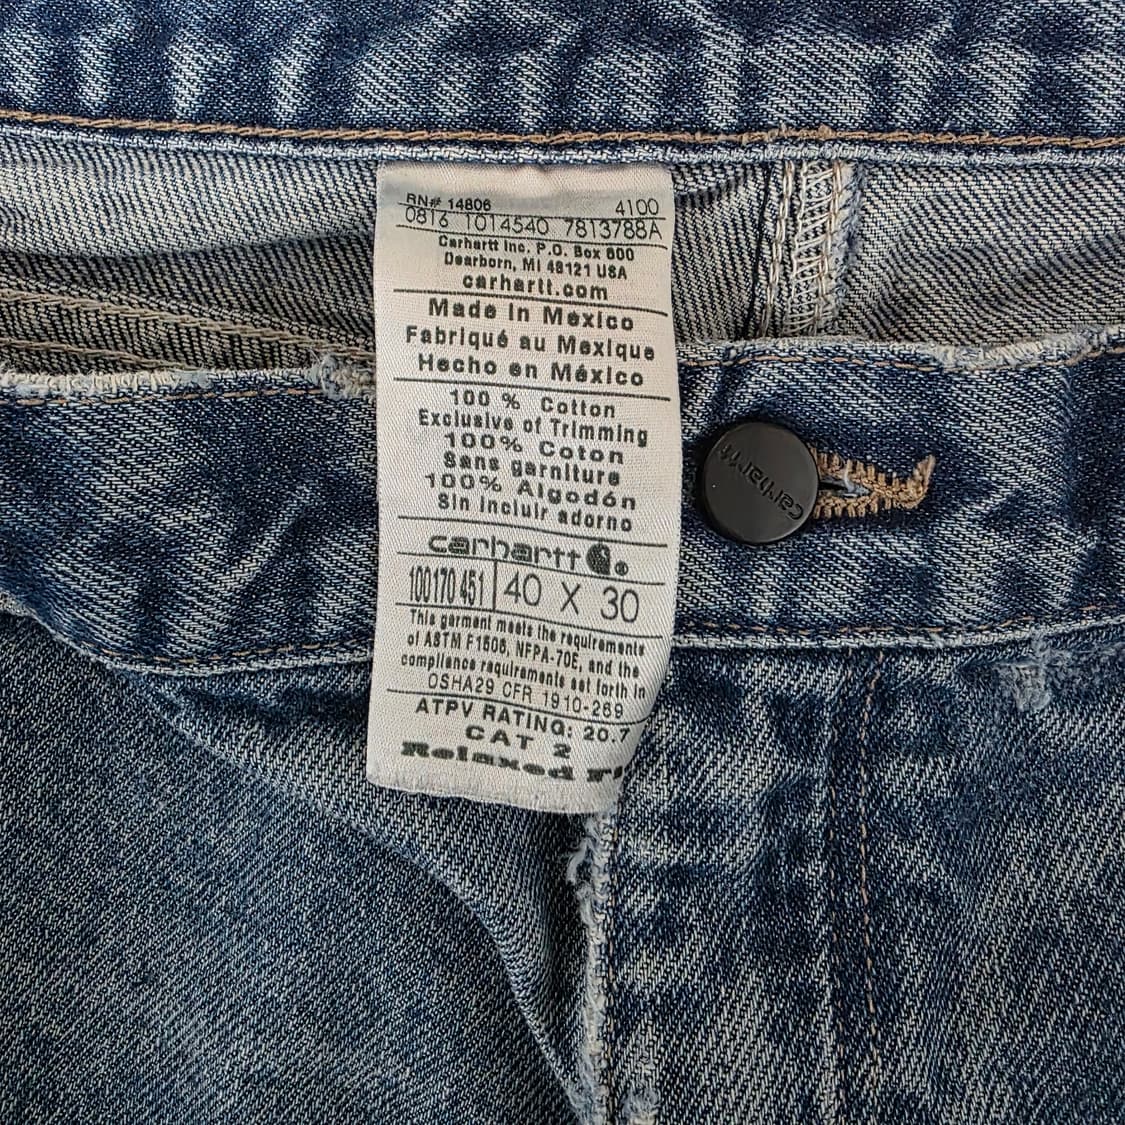 RN# 14806 4100
0816 1014540 7813788A
Carhartt Inc. P.O. Box 600
Dearborn, MI 48121 USA
carhartt.com
Made in Mexico
Fabriqué au Mexique
Hecho en México
100 % Cotton
Exclusive of Trimming
100% Coton
Sans garniture
100% Algodón
Sin incluir adorno
carhartt ®
100170 451 40 X 30
This garment meets the requirements
of ASTM F1506, NFPA-70E, and the
compliance requirements set forth in
OSHA29 CFR 1910-269
ATPV RATING: 20.7
CAT 2
Relaxed
carhartt